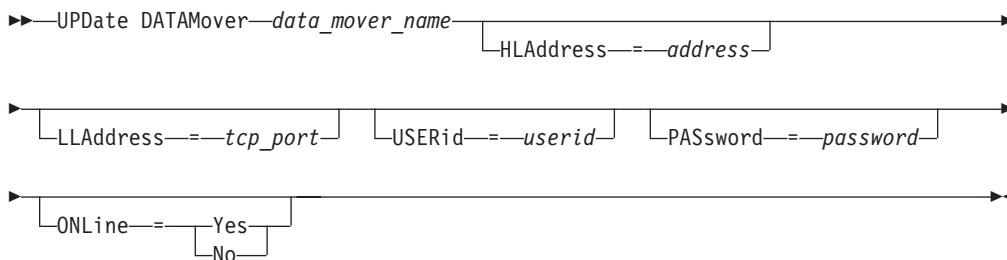 UPDate DATAMover data_mover_name
HLAddress = address
LLAddress = tcp_port USERid = userid PASsword = password
ONLine = Yes
No